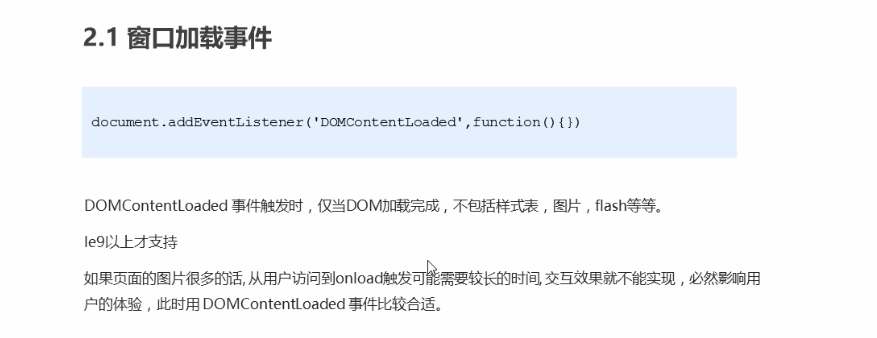 2.1 窗口加载事件
document.addEventListener('DOMContentLoaded',function(){})
DOMContentLoaded 事件触发时，仅当DOM加载完成，不包括样式表，图片，flash等等。
Ie9以上才支持
如果页面的图片很多的话, 从用户访问到onload触发可能需要较长的时间, 交互效果就不能实现，必然影响用
户的体验，此时用 DOMContentLoaded 事件比较合适。